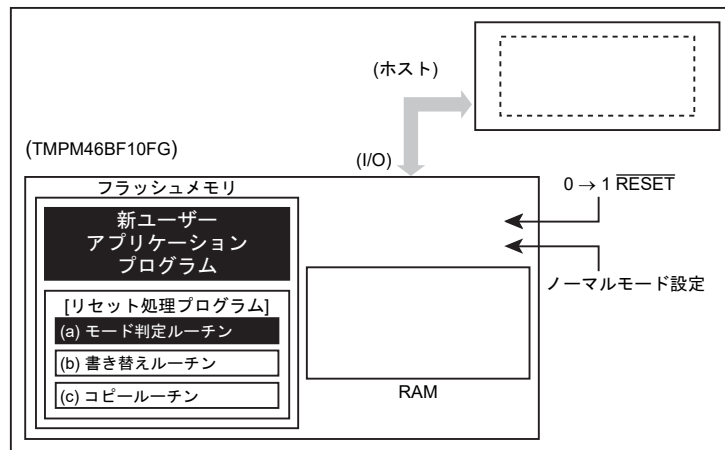 (ホスト)
(TMPM46BF10FG)
(I/O)
フラッシュメモリ
0 → 1 RESET
新ユーザー
アプリケーション
プログラム
ノーマルモード設定
[リセット処理プログラム]
(a) モード判定ルーチン
(b) 書き替えルーチン
(c) コピールーチン
RAM